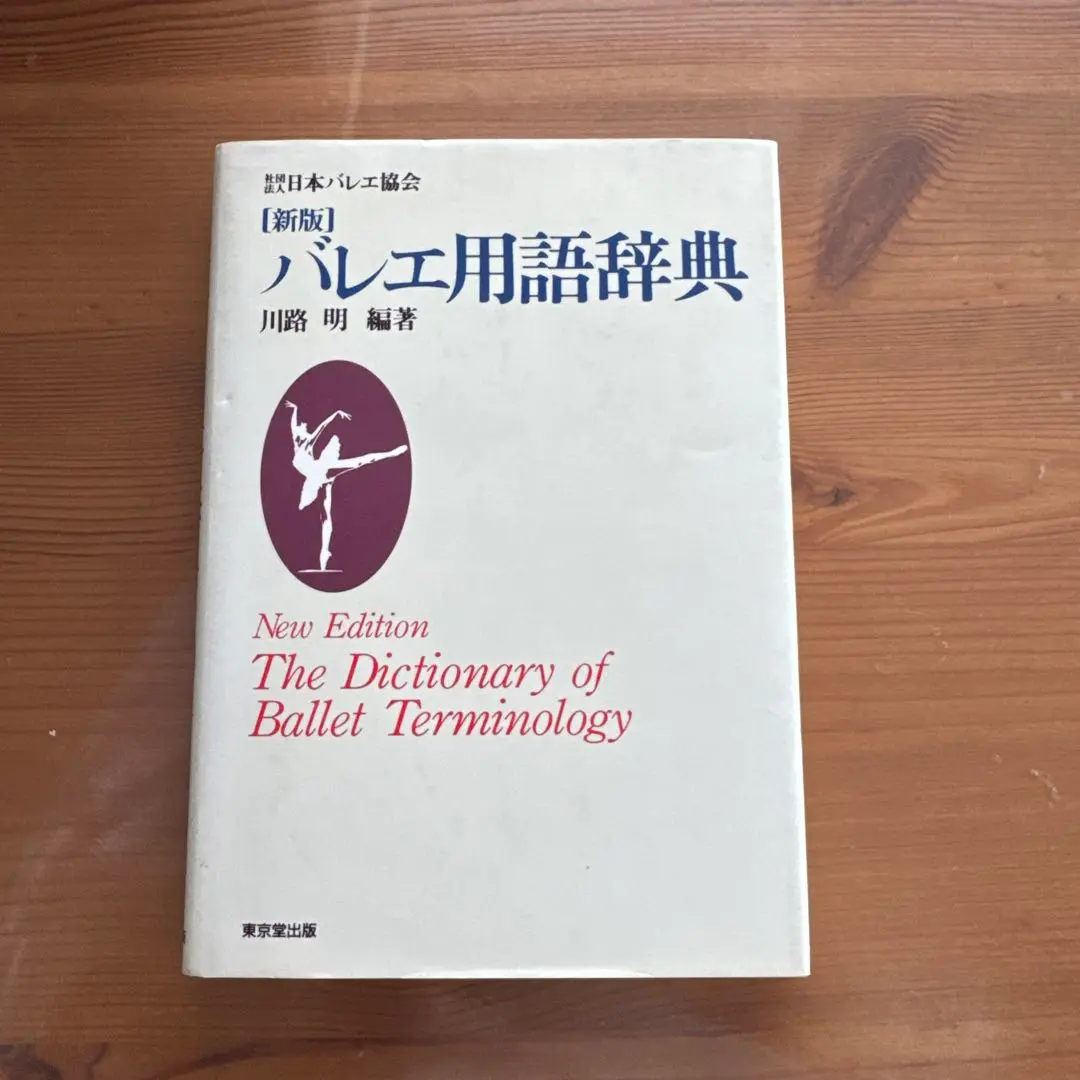 社団法人日本バレエ協会
[新版]
バレエ用語辞典
川路 明 編著
New Edition
The Dictionary of
Ballet Terminology
東京堂出版